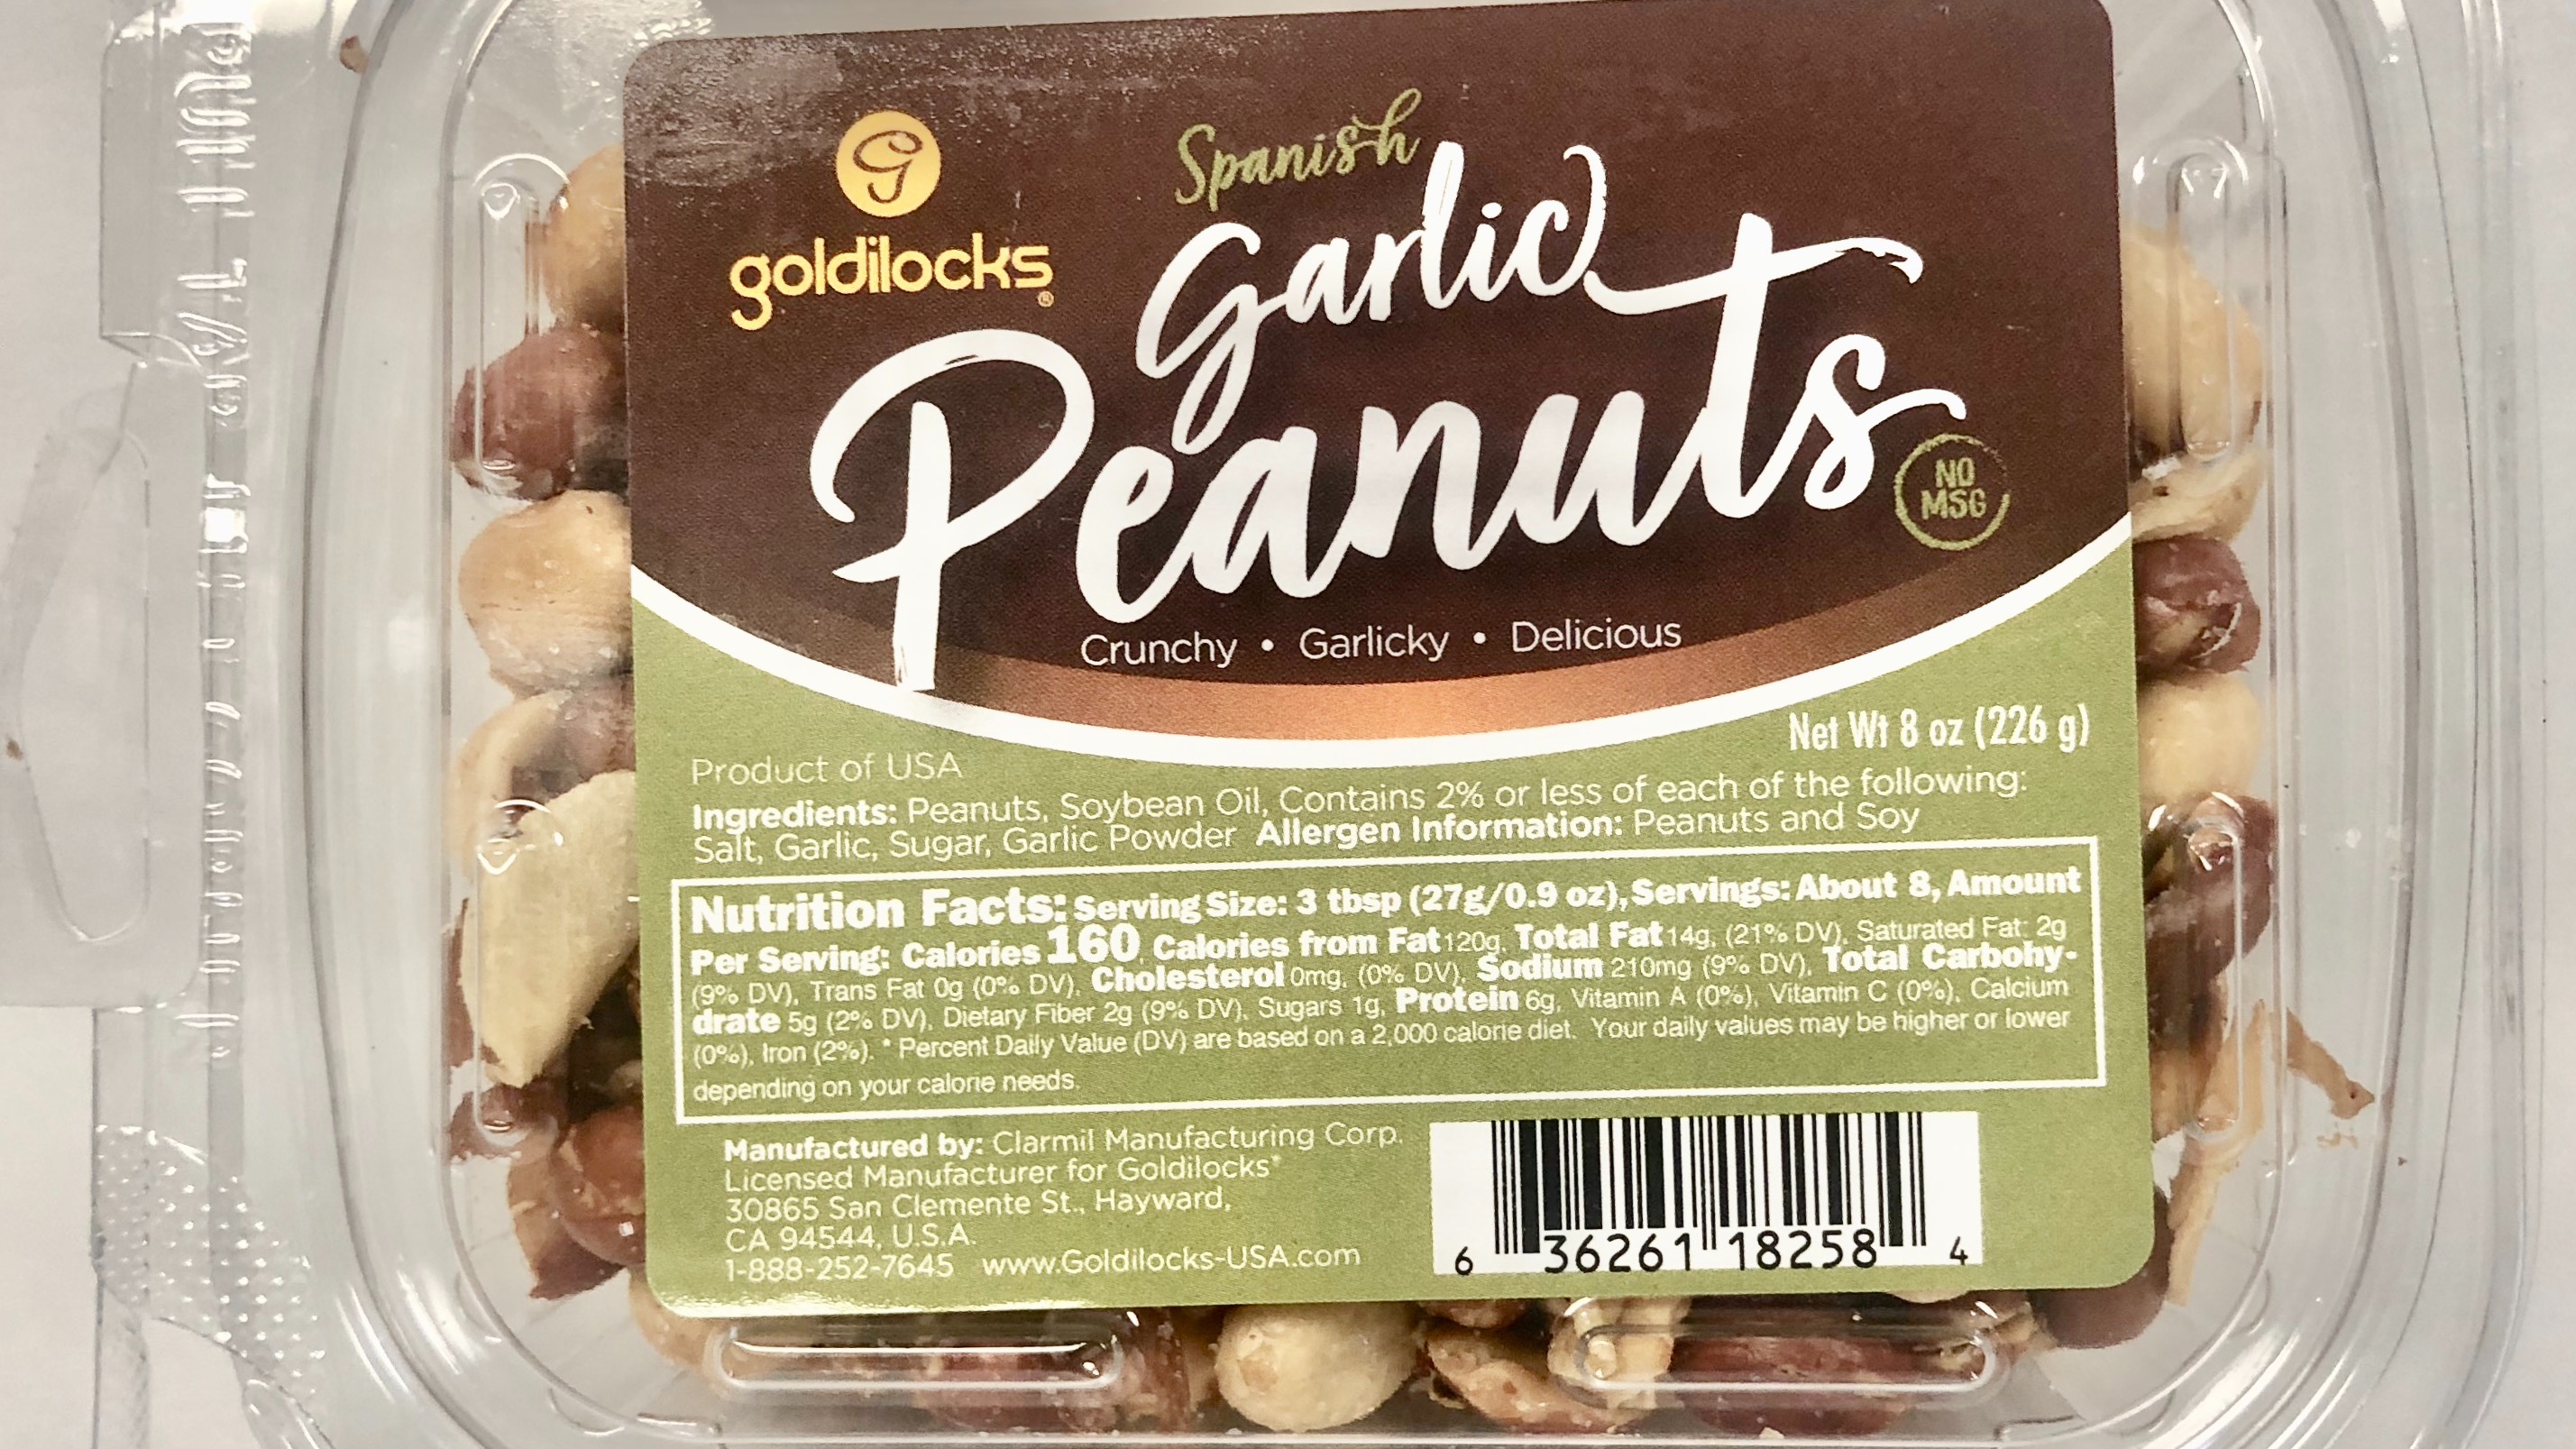 g
goldilocks®
Spanish
Garlic
Peanuts
NO
MSG
Crunchy • Garlicky • Delicious
Net Wt 8 oz (226 g)
Product of USA
Ingredients: Peanuts, Soybean Oil, Contains 2% or less of each of the following:
Salt, Garlic, Sugar, Garlic Powder Allergen Information: Peanuts and Soy
Nutrition Facts: Serving Size: 3 tbsp (27g/0.9 oz), Servings: About 8, Amount
Per Serving: Calories 160, Calories from Fat 120g, Total Fat 14g, (21% DV), Saturated Fat: 2g
(9% DV), Trans Fat 0g (0% DV), Cholesterol 0mg, (0% DV), Sodium 210mg (9% DV), Total Carbohy-
drate 5g (2% DV), Dietary Fiber 2g (9% DV), Sugars 1g, Protein 6g, Vitamin A (0%), Vitamin C (0%), Calcium
(0%), Iron (2%). * Percent Daily Value (DV) are based on a 2,000 calorie diet. Your daily values may be higher or lower
depending on your calorie needs.
Manufactured by: Clarmil Manufacturing Corp.
Licensed Manufacturer for Goldilocks®
30865 San Clemente St., Hayward,
CA 94544, U.S.A.
1-888-252-7645 www.Goldilocks-USA.com
6 36261 18258 4